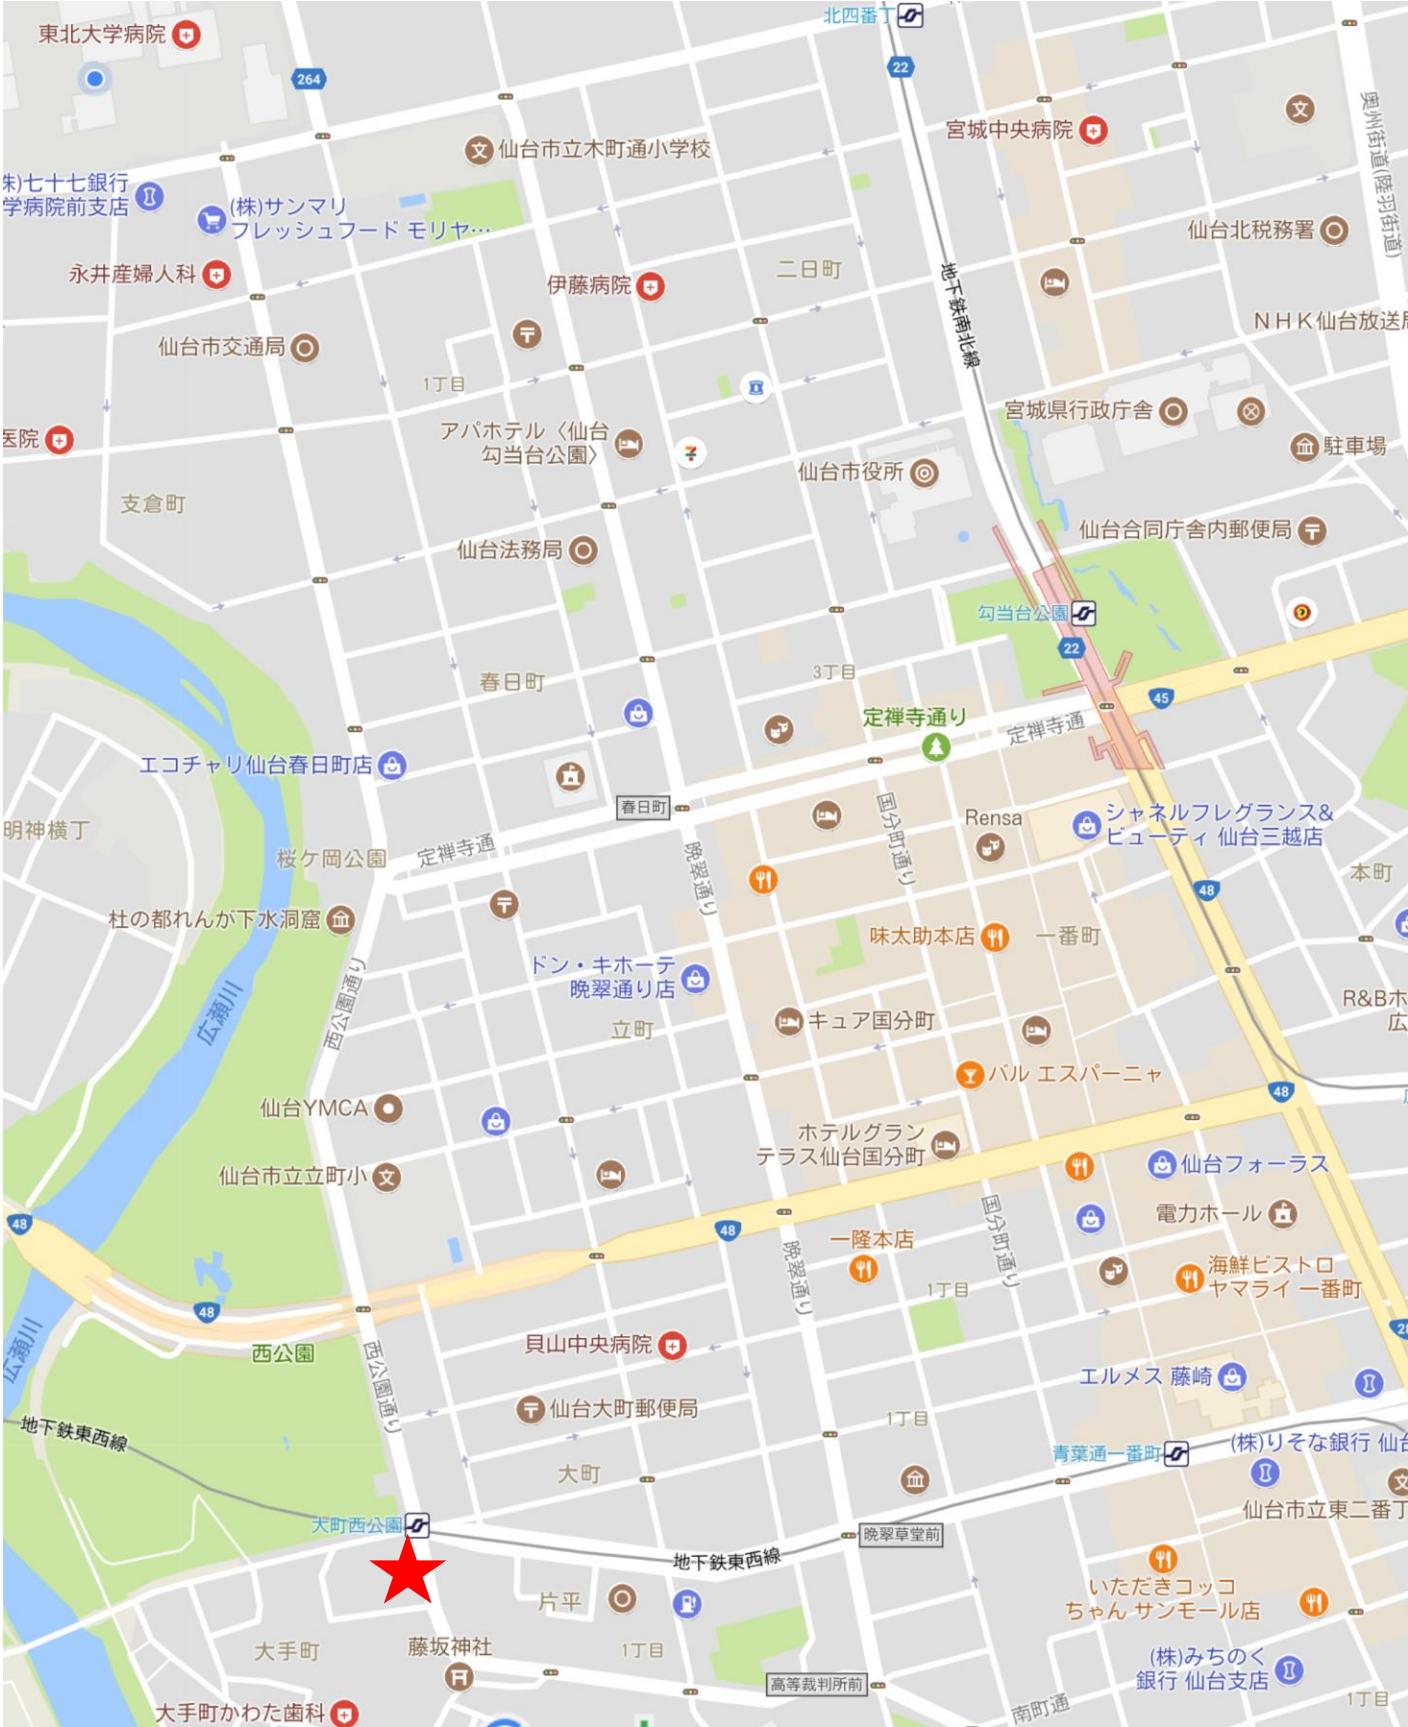 東北大学病院
北四番丁
264
22
奥州街道(陸羽街道)
宮城中央病院
文
文
仙台市立木町通小学校
株)七十七銀行
学病院前支店
(株)サンマリ
フレッシュフード モリヤ…
仙台北税務署
永井産婦人科
伊藤病院
二日町
地下鉄南北線
NHK仙台放送局
仙台市交通局
1丁目
宮城県行政庁舎
医院
アパホテル〈仙台
勾当台公園〉
7
駐車場
仙台市役所
支倉町
仙台合同庁舎内郵便局
仙台法務局
勾当台公園
22
春日町
3丁目
45
定禅寺通り
定禅寺通
エコチャリ仙台春日町店
春日町
国分町通り
Rensa
シャネルフレグランス&
ビューティ 仙台三越店
明神横丁
桜ケ岡公園
定禅寺通
晩翠通り
本町
48
杜の都れんが下水洞窟
味太助本店
一番町
ドン・キホーテ
晩翠通り店
西公園通り
広瀬川
R&Bホ
広
立町
キュア国分町
バル エスパーニャ
48
仙台YMCA
ホテルグラン
テラス仙台国分町
仙台市立立町小
文
仙台フォーラス
48
48
国分町通り
電力ホール
一隆本店
晩翠通り
海鮮ビストロ
ヤマライ 一番町
1丁目
48
広瀬川
西公園
西公園通り
貝山中央病院
28
エルメス 藤崎
仙台大町郵便局
1丁目
地下鉄東西線
青葉通一番町
(株)りそな銀行 仙台
大町
文
仙台市立東二番丁
大町西公園
晩翠草堂前
地下鉄東西線
いただきコッコ
ちゃん サンモール店
片平
大手町
藤坂神社
1丁目
(株)みちのく
銀行 仙台支店
高等裁判所前
南町通
1丁目
大手町かわた歯科